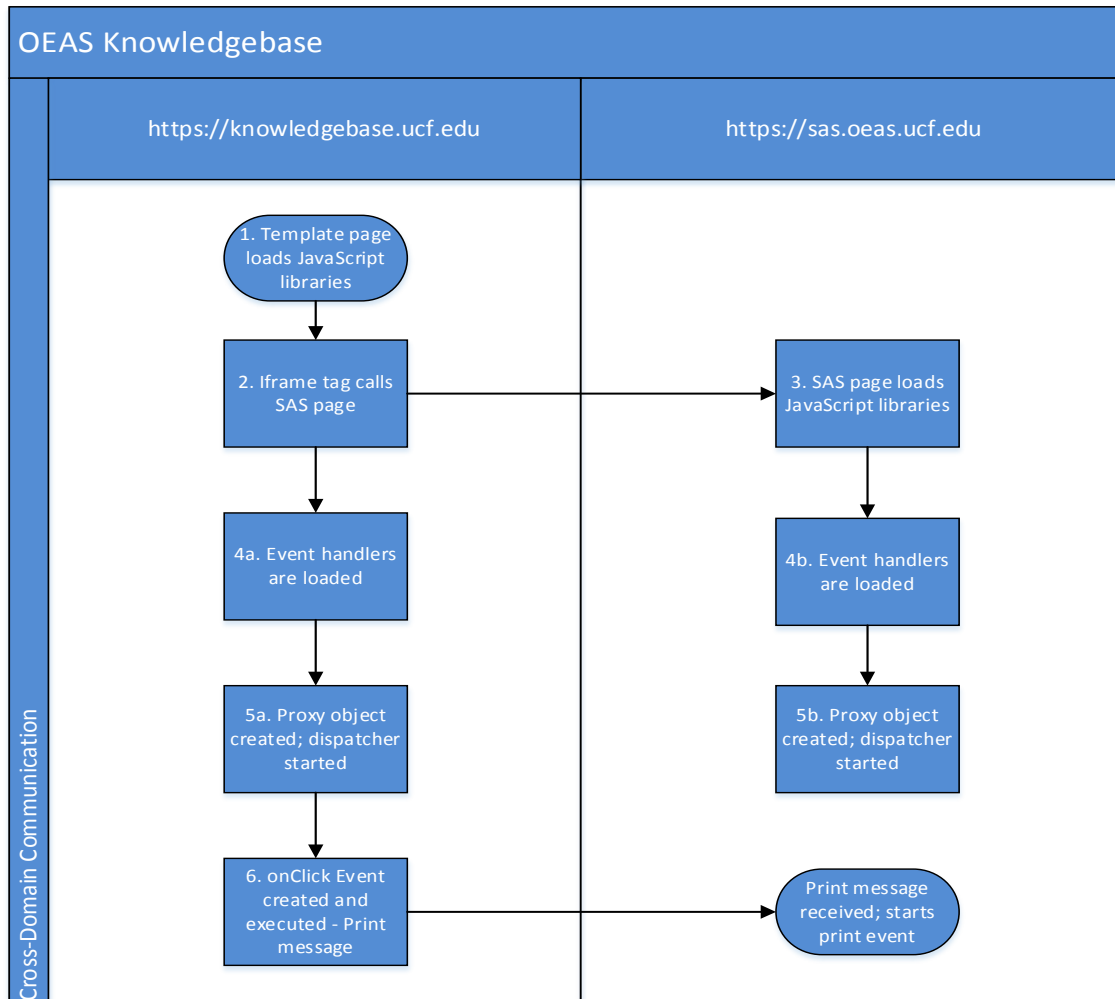 OEAS Knowledgebase
https://knowledgebase.ucf.edu
https://sas.oeas.ucf.edu
Cross-Domain Communication
1. Template page
loads JavaScript
libraries
2. Iframe tag calls
SAS page
3. SAS page loads
JavaScript libraries
4a. Event handlers
are loaded
4b. Event handlers
are loaded
5a. Proxy object
created; dispatcher
started
5b. Proxy object
created; dispatcher
started
6. onClick Event
created and
executed - Print
message
Print message
received; starts
print event